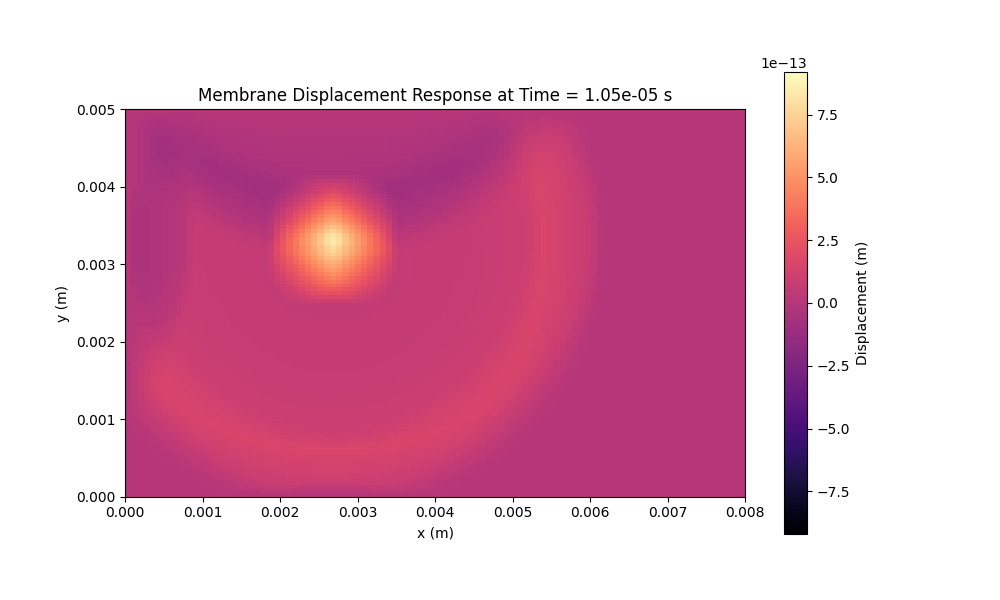 1e−13
Membrane Displacement Response at Time = 1.05e-05 s
0.005
0.004
0.003
0.002
0.001
0.000
y (m)
0.000 0.001 0.002 0.003 0.004 0.005 0.006 0.007 0.008
x (m)
7.5
5.0
2.5
0.0
−2.5
−5.0
−7.5
Displacement (m)